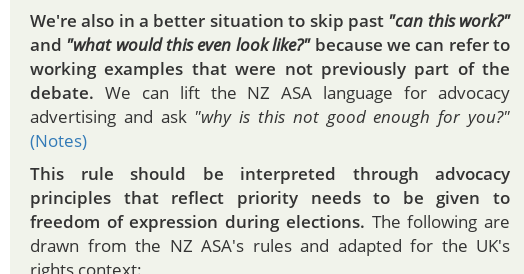 We're also in a better situation to skip past "can this work?"
and "what would this even look like?" because we can refer to
working examples that were not previously part of the
debate. We can lift the NZ ASA language for advocacy
advertising and ask "why is this not good enough for you?"
(Notes)
This rule should be interpreted through advocacy
principles that reflect priority needs to be given to
freedom of expression during elections. The following are
drawn from the NZ ASA's rules and adapted for the UK's
rights context: